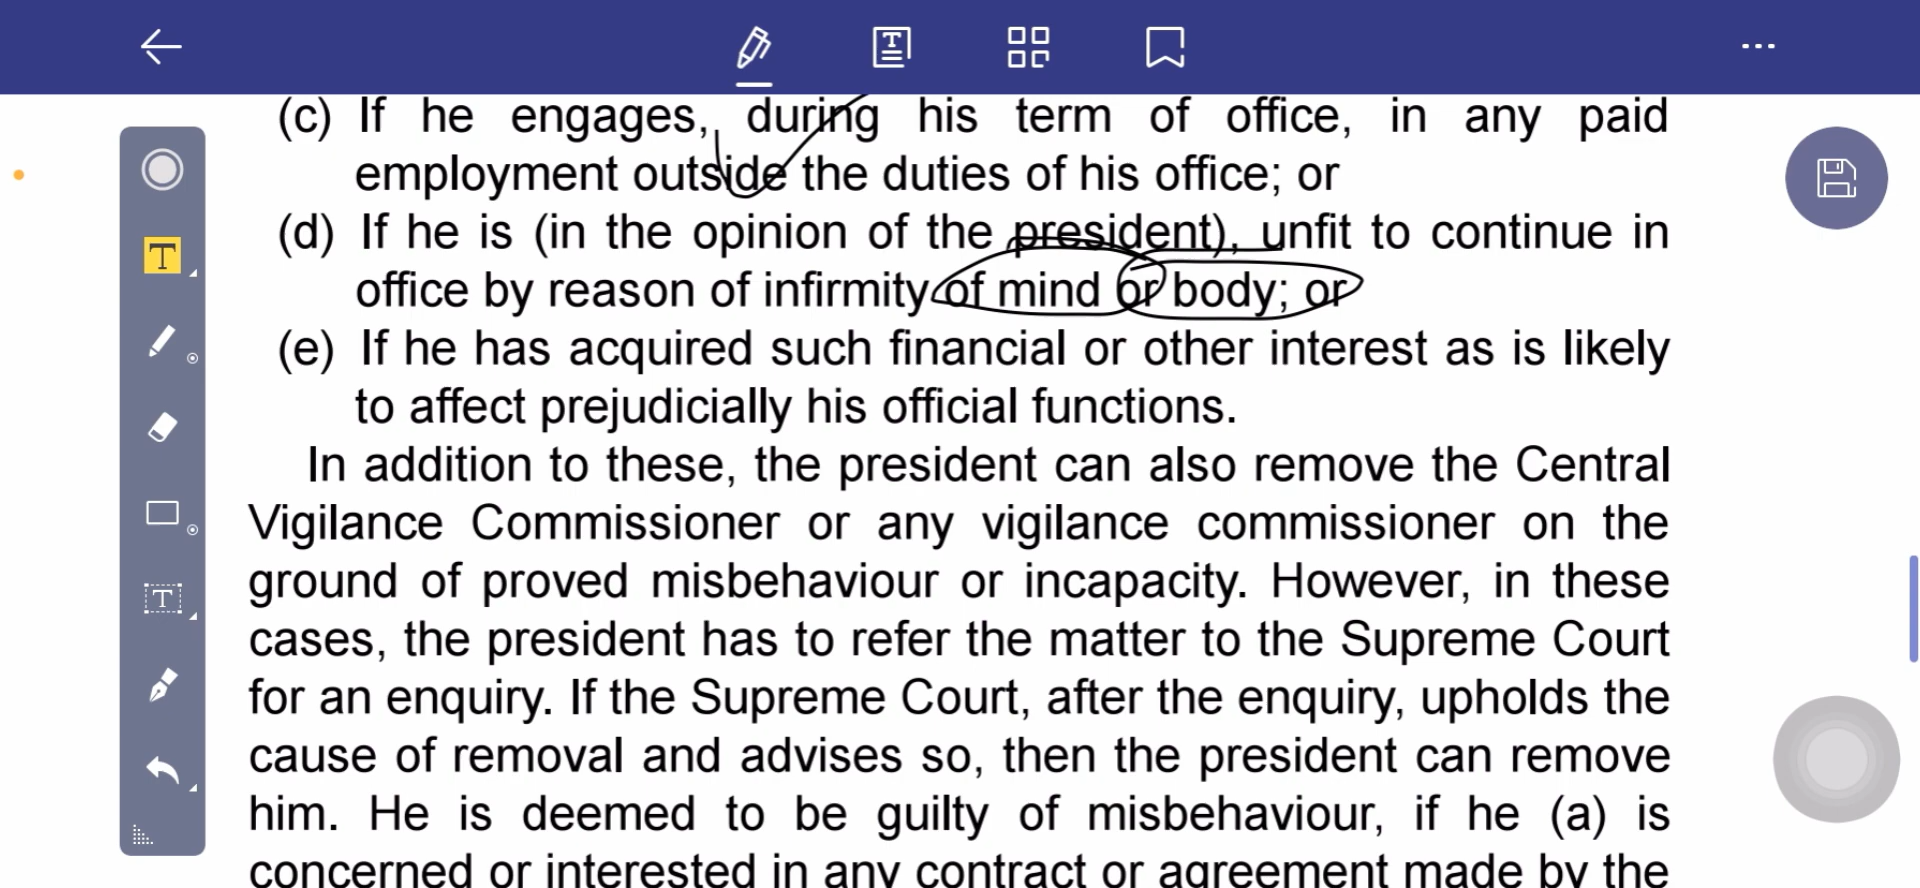 (c) If he engages, during his term of office, in any paid
employment outside the duties of his office; or
(d) If he is (in the opinion of the president), unfit to continue in
office by reason of infirmity of mind or body; or
(e) If he has acquired such financial or other interest as is likely
to affect prejudicially his official functions.
In addition to these, the president can also remove the Central
Vigilance Commissioner or any vigilance commissioner on the
ground of proved misbehaviour or incapacity. However, in these
cases, the president has to refer the matter to the Supreme Court
for an enquiry. If the Supreme Court, after the enquiry, upholds the
cause of removal and advises so, then the president can remove
him. He is deemed to be guilty of misbehaviour, if he (a) is
concerned or interested in any contract or agreement made by the